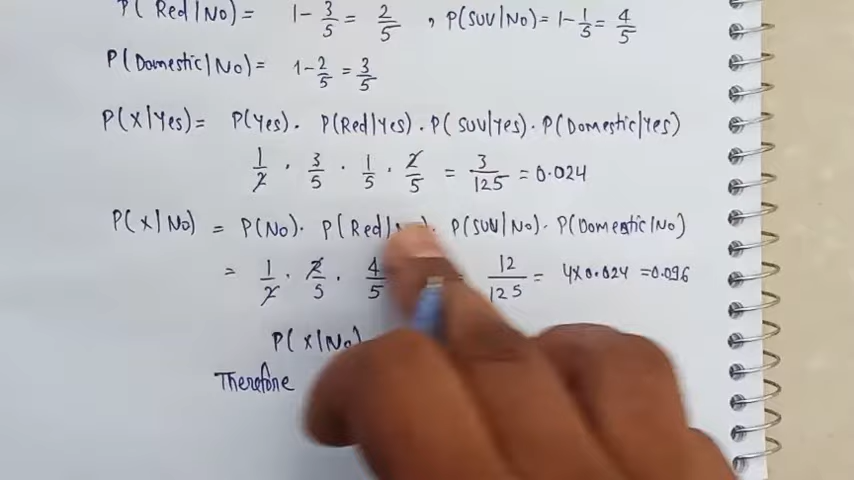 P( Red | No) = 1 - 3/5 = 2/5 , P(SUV | No) = 1 - 1/5 = 4/5
P(Domestic | No) = 1 - 2/5 = 3/5
P(X | Yes) = P(Yes). P(Red | Yes) . P( SUV | Yes) . P(Domestic | Yes)
1/2 . 3/5 . 1/5 . 2/5 = 3/125 = 0.024
P(X | No) = P(No). P( Red | . P(SUV | No) . P(Domestic | No)
= 1/2 . 2/5 . 4/5 = 12/125 = 4X0.024 = 0.096
P( X | No)
Therefore